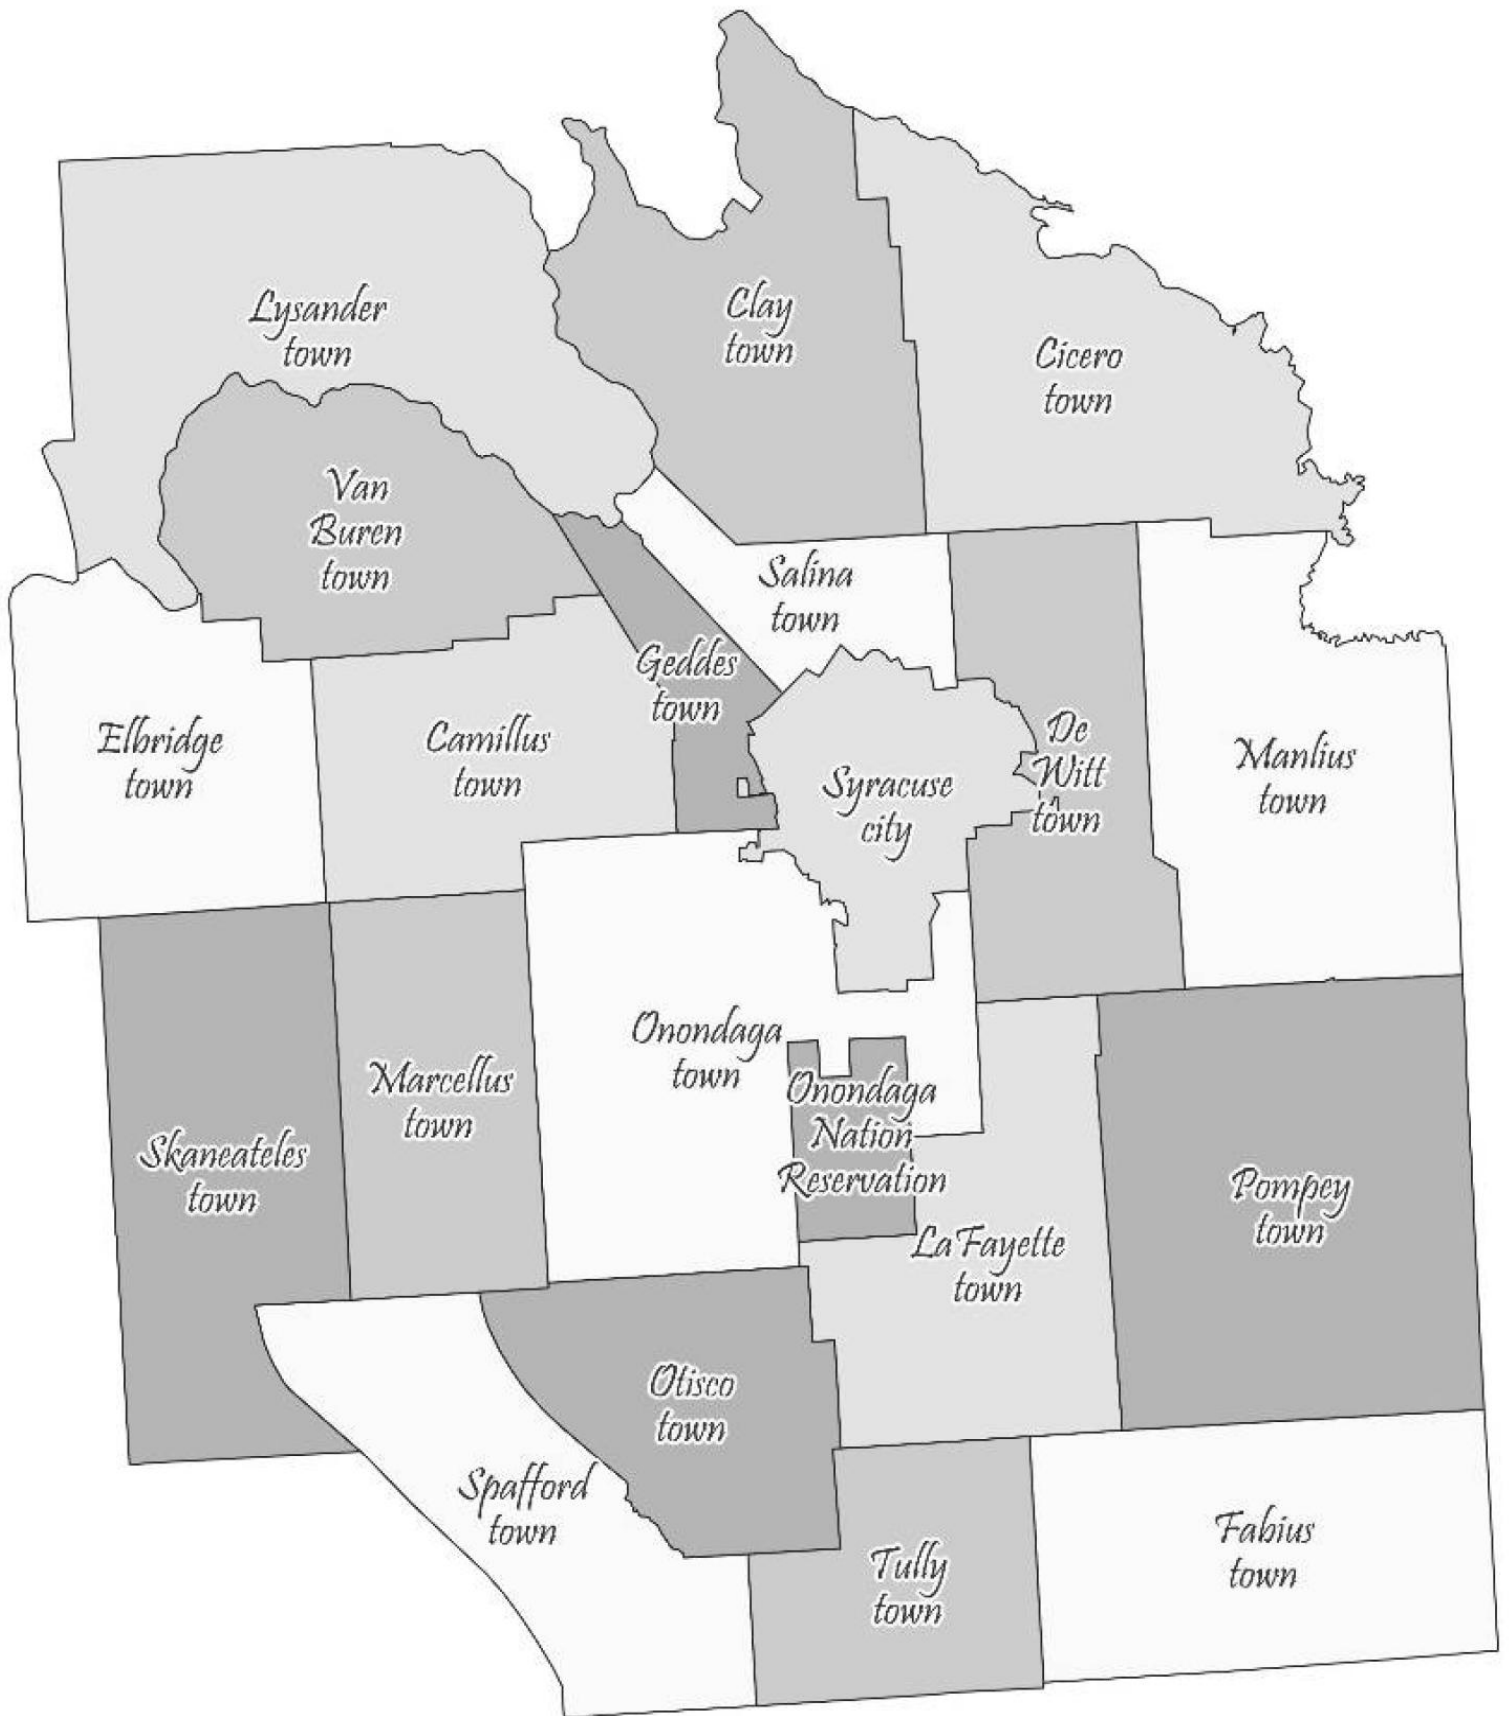 Lysander
town
Clay
town
Cicero
town
Van
Buren
town
Salina
town
Geddes
town
Elbridge
town
Camillus
town
Syracuse
city
De
Witt
town
Manlius
town
Onondaga
town
Marcellus
town
Onondaga
Nation
Reservation
Skaneateles
town
LaFayette
town
Pompey
town
Otisco
town
Spafford
town
Tully
town
Fabius
town